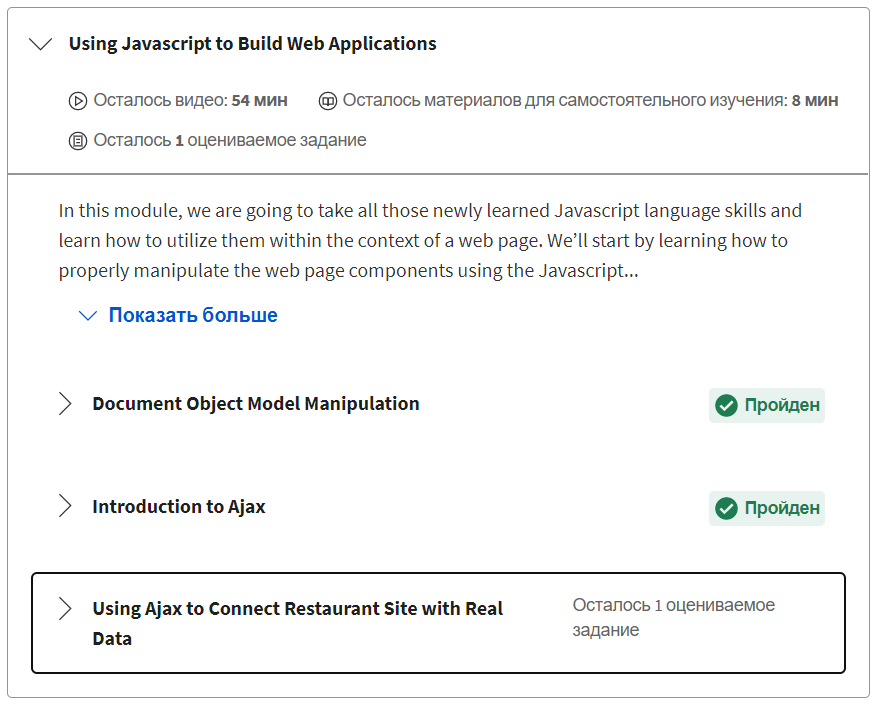 Using Javascript to Build Web Applications
Осталось видео: 54 мин
Осталось материалов для самостоятельного изучения: 8 мин
Осталось 1 оцениваемое задание
In this module, we are going to take all those newly learned Javascript language skills and
learn how to utilize them within the context of a web page. We’ll start by learning how to
properly manipulate the web page components using the Javascript...
Показать больше
Document Object Model Manipulation
Пройден
Introduction to Ajax
Пройден
Using Ajax to Connect Restaurant Site with Real
Data
Осталось 1 оцениваемое
задание